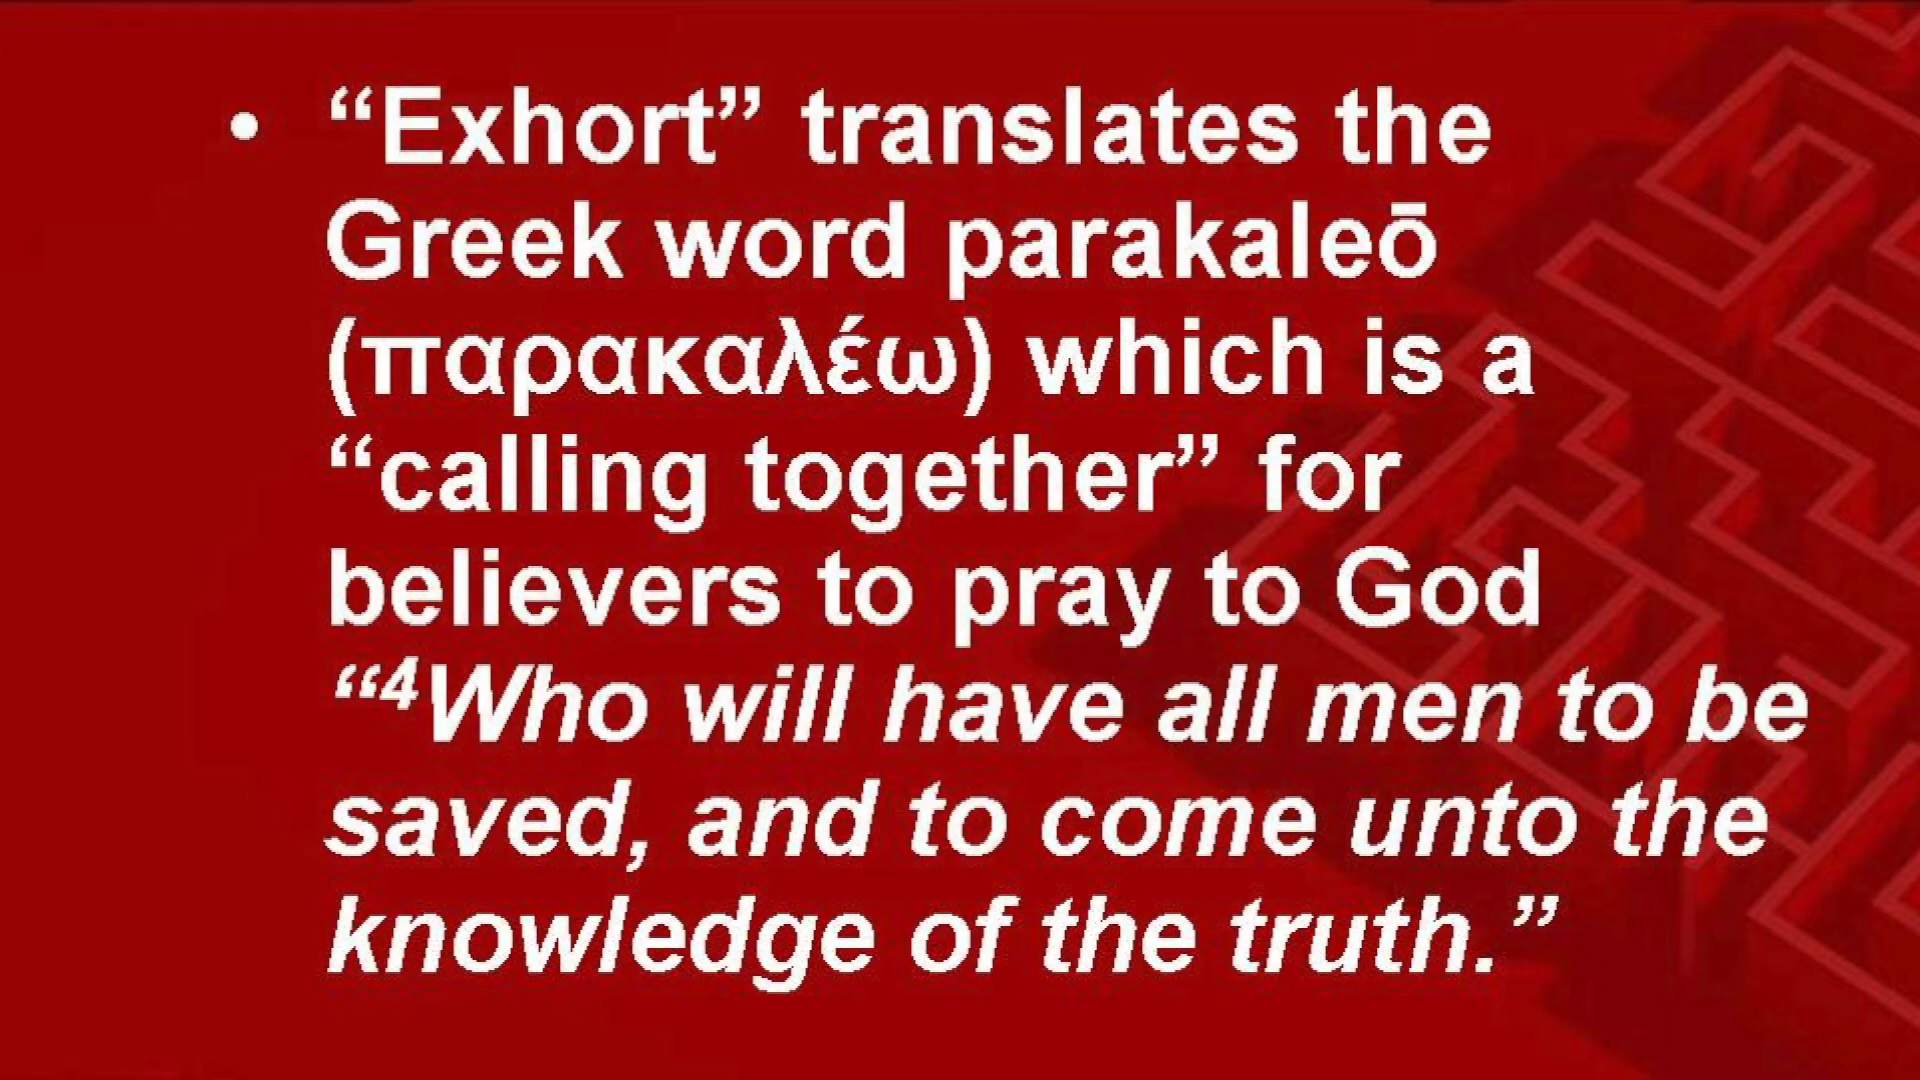 • “Exhort” translates the
Greek word parakaleō
(παρακαλέω) which is a
“calling together” for
believers to pray to God
“⁴Who will have all men to be
saved, and to come unto the
knowledge of the truth.”